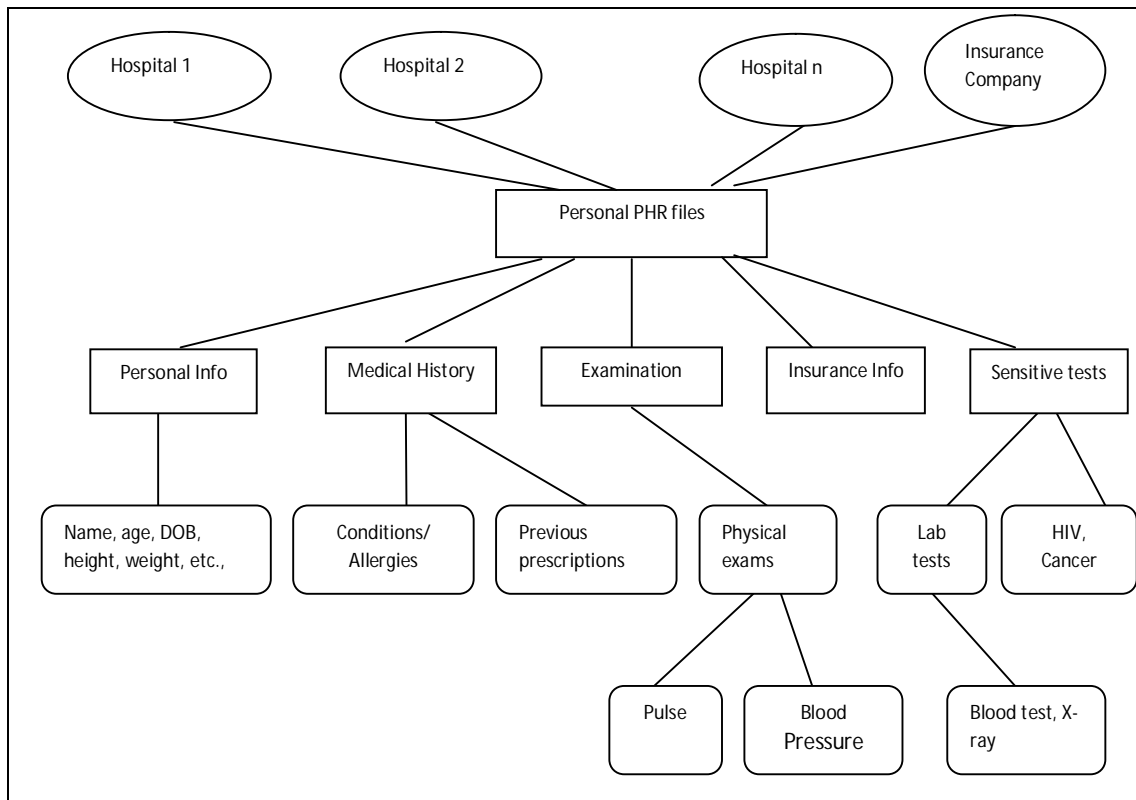 Hospital 1
Hospital 2
Hospital n
Insurance
Company
Personal PHR files
Personal Info
Medical History
Examination
Insurance Info
Sensitive tests
Name, age, DOB,
height, weight, etc.,
Conditions/
Allergies
Previous
prescriptions
Physical
exams
Lab
tests
HIV,
Cancer
Pulse
Blood
Pressure
Blood test, X-
ray